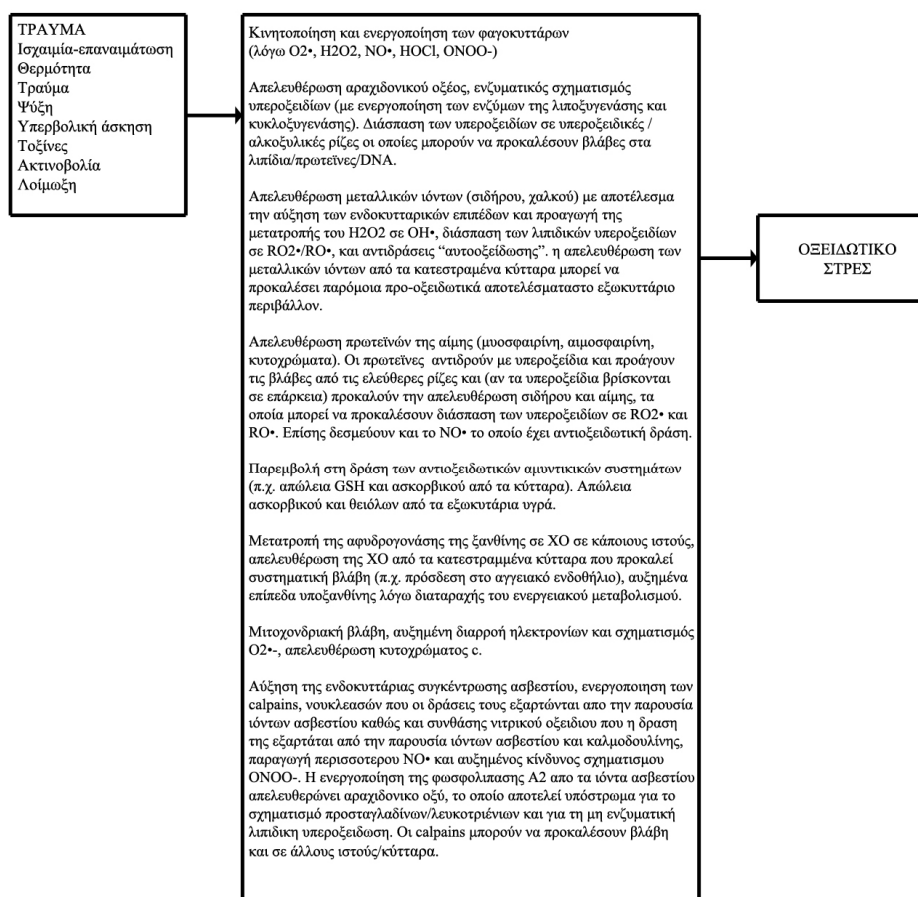 ΤΡΑΥΜΑ
Ισχαιμία-επαναιμάτωση
Θερμότητα
Τραύμα
Ψύξη
Υπερβολική άσκηση
Τοξίνες
Ακτινοβολία
Λοίμωξη
Κινητοποίηση και ενεργοποίηση των φαγοκυττάρων
(λόγω O2•, H2O2, NO•, HOCl, ONOO-)
Απελευθέρωση αραχιδονικού οξέος, ενζυματικός σχηματισμός
υπεροξειδίων (με ενεργοποίηση των ενζύμων της λιποξυγενάσης και
κυκλοξυγενάσης). Διάσπαση των υπεροξειδίων σε υπεροξειδικές /
αλκοξυλικές ρίζες οι οποίες μπορούν να προκαλέσουν βλάβες στα
λιπίδια/πρωτεϊνες/DNA.
Απελευθέρωση μεταλλικών ιόντων (σιδήρου, χαλκού) με αποτέλεσμα
την αύξηση των ενδοκυτταρικών επιπέδων και προαγωγή της
μετατροπής του H2O2 σε OH•, διάσπαση των λιπιδικών υπεροξειδίων
σε RO2•/RO•, και αντιδράσεις “αυτοοξείδωσης”. η απελευθέρωση των
μεταλλικών ιόντων από τα κατεστραμένα κύτταρα μπορεί να
προκαλέσει παρόμοια προ-οξειδωτικά αποτελέσματαστο εξωκυττάριο
περιβάλλον.
Απελευθέρωση πρωτεϊνών της αίμης (μυοσφαιρίνη, αιμοσφαιρίνη,
κυτοχρώματα). Οι πρωτεϊνες αντιδρούν με υπεροξείδια και προάγουν
τις βλάβες από τις ελεύθερες ρίζες και (αν τα υπεροξείδια βρίσκονται
σε επάρκεια) προκαλούν την απελευθέρωση σιδήρου και αίμης, τα
οποία μπορεί να προκαλέσουν διάσπαση των υπεροξειδίων σε RO2• και
RO•. Επίσης δεσμεύουν και το NO• το οποίο έχει αντιοξειδωτική δράση.
Παρεμβολή στη δράση των αντιοξειδωτικών αμυντικικών συστημάτων
(π.χ. απώλεια GSH και ασκορβικού από τα κύτταρα). Απώλεια
ασκορβικού και θειόλων από τα εξωκυτάρια υγρά.
Μετατροπή της αφυδρογονάσης της ξανθίνης σε ΧΟ σε κάποιους ιστούς,
απελευθέρωση της ΧΟ από τα κατεστραμμένα κύτταρα που προκαλεί
συστηματική βλάβη (π.χ. πρόσδεση στο αγγειακό ενδοθήλιο), αυξημένα
επίπεδα υποξανθίνης λόγω διαταραχής του ενεργειακού μεταβολισμού.
Μιτοχονδριακή βλάβη, αυξημένη διαρροή ηλεκτρονίων και σχηματισμός
O2•-, απελευθέρωση κυτοχρώματος c.
Αύξηση της ενδοκυττάριας συγκέντρωσης ασβεστίου, ενεργοποιηση των
calpains, νουκλεασών που οι δράσεις τους εξαρτώνται απο την παρουσία
ιόντων ασβεστίου καθώς και συνθάσης νιτρικού οξειδιου που η δραση
της εξαρτάται από την παρουσία ιόντων ασβεστίου και καλμοδουλίνης,
παραγωγή περισσοτερου NO• και αυξημένος κίνδυνος σχηματισμου
ONOO-. Η ενεργοποίηση της φωσφολιπασης Α2 απο τα ιόντα ασβεστίου
απελευθερώνει αραχιδονικο οξύ, το οποίο αποτελεί υπόστρωμα για το
σχηματισμό προσταγλαδίνων/λευκοτριένιων και για τη μη ενζυματική
λιπιδικη υπεροξειδωση. Οι calpains μπορούν να προκαλέσουν βλάβη
και σε άλλους ιστούς/κύτταρα.
ΟΞΕΙΔΩΤΙΚΟ
ΣΤΡΕΣ